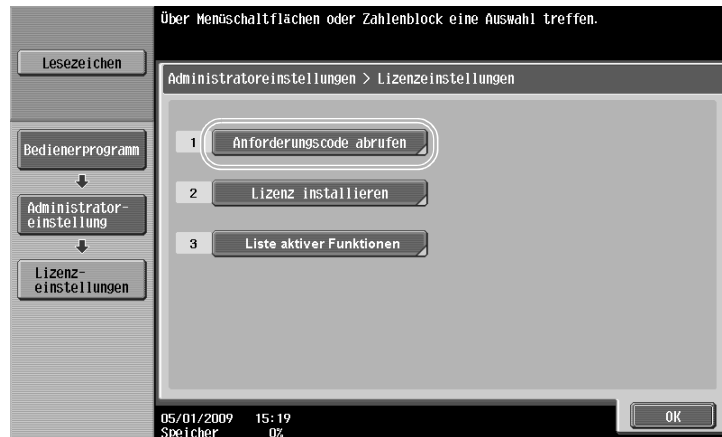 Über Menüschaltflächen oder Zahlenblock eine Auswahl treffen.
Lesezeichen
Administratoreinstellungen > Lizenzeinstellungen
Bedienerprogramm
Administrator-
einstellung
Lizenz-
einstellungen
1 Anforderungscode abrufen
2 Lizenz installieren
3 Liste aktiver Funktionen
05/01/2009 15:19
Speicher 0%
OK